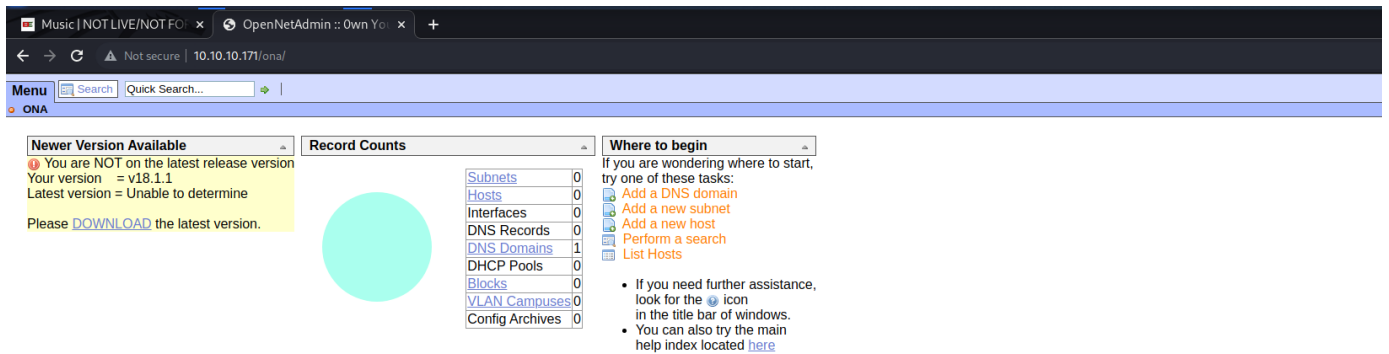 Music | NOT LIVE/NOT FO
OpenNetAdmin :: 0wn You
Not secure | 10.10.10.171/ona/
Menu Search Quick Search...
ONA
Newer Version Available
You are NOT on the latest release version
Your version = v18.1.1
Latest version = Unable to determine
Please DOWNLOAD the latest version.
Record Counts
Subnets 0
Hosts 0
Interfaces 0
DNS Records 0
DNS Domains 1
DHCP Pools 0
Blocks 0
VLAN Campuses 0
Config Archives 0
Where to begin
If you are wondering where to start,
try one of these tasks:
Add a DNS domain
Add a new subnet
Add a new host
Perform a search
List Hosts
If you need further assistance,
look for the icon
in the title bar of windows.
You can also try the main
help index located here